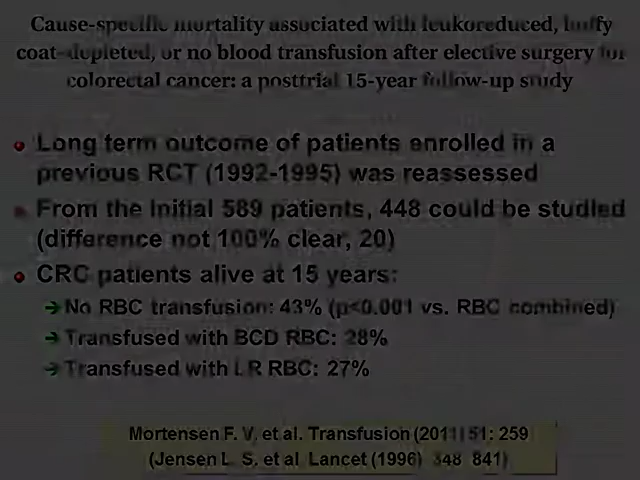 Cause-specific mortality associated with leukoreduced, buffy
coat-depleted, or no blood transfusion after elective surgery for
colorectal cancer: a posttrial 15-year follow-up study
Long term outcome of patients enrolled in a
previous RCT (1992-1995) was reassessed
From the initial 589 patients, 448 could be studied
(difference not 100% clear, 20)
CRC patients alive at 15 years:
No RBC transfusion: 43% (p<0.001 vs. RBC combined)
Transfused with BCD RBC: 28%
Transfused with LR RBC: 27%
Mortensen F. V. et al. Transfusion (2011) 51: 259
(Jensen L. S. et al. Lancet (1996) 348 841)